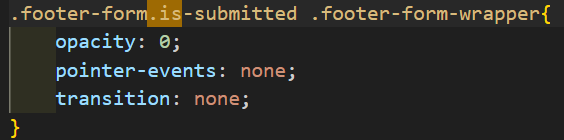 .footer-form.is-submitted .footer-form-wrapper{
    opacity: 0;
    pointer-events: none;
    transition: none;
}